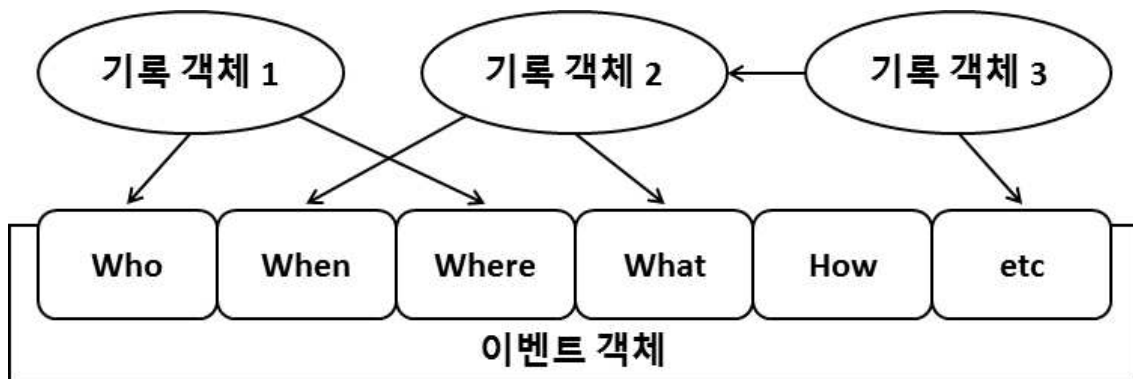 기록 객체 1
기록 객체 2
기록 객체 3
Who
When
Where
What
How
etc
이벤트 객체